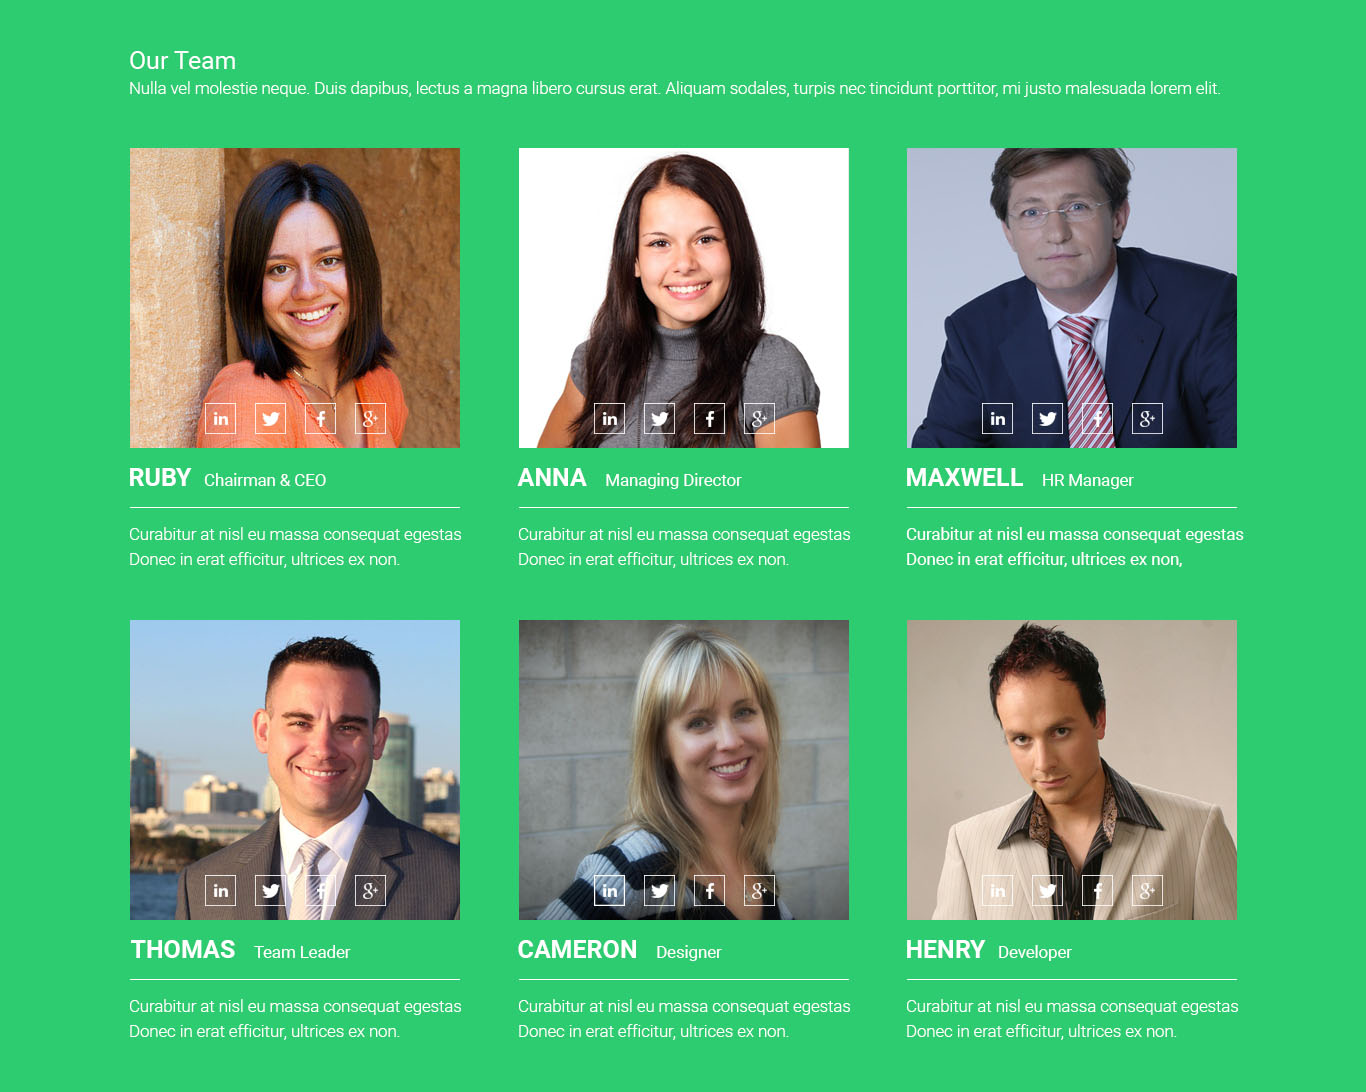 Our Team
Nulla vel molestie neque. Duis dapibus, lectus a magna libero cursus erat. Aliquam sodales, turpis nec tincidunt porttitor, mi justo malesuada lorem elit.
in f g+
in f g+
in f g+
RUBY Chairman & CEO
ANNA Managing Director
MAXWELL HR Manager
Curabitur at nisl eu massa consequat egestas
Donec in erat efficitur, ultrices ex non.
Curabitur at nisl eu massa consequat egestas
Donec in erat efficitur, ultrices ex non.
Curabitur at nisl eu massa consequat egestas
Donec in erat efficitur, ultrices ex non,
in f g+
in f g+
in f g+
THOMAS Team Leader
CAMERON Designer
HENRY Developer
Curabitur at nisl eu massa consequat egestas
Donec in erat efficitur, ultrices ex non.
Curabitur at nisl eu massa consequat egestas
Donec in erat efficitur, ultrices ex non.
Curabitur at nisl eu massa consequat egestas
Donec in erat efficitur, ultrices ex non.